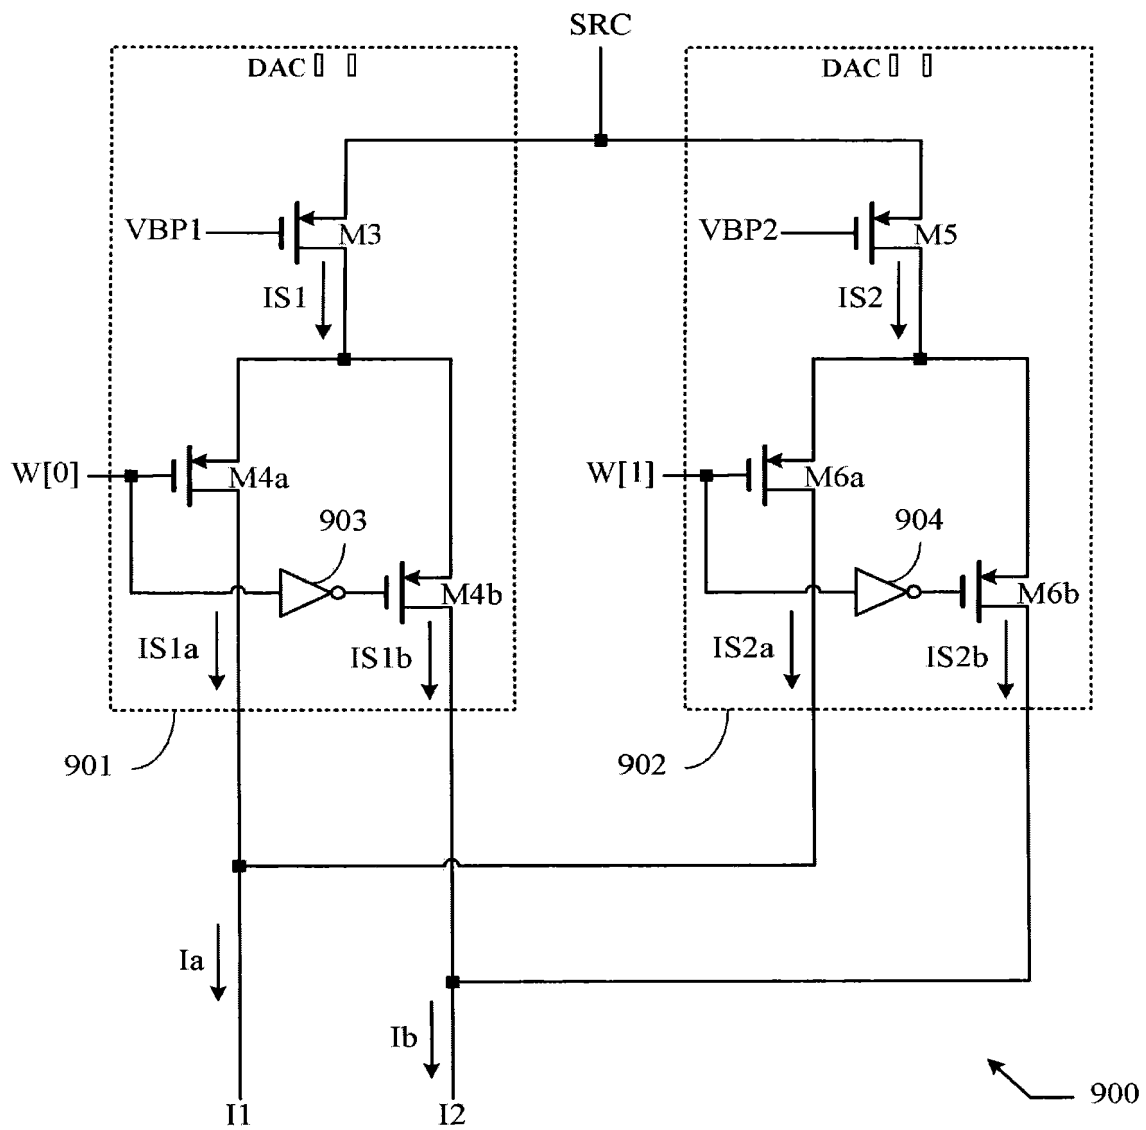 SRC
DAC
DAC
VBP1
M3
VBP2
M5
IS1
IS2
W[0]
M4a
W[1]
M6a
903
904
M4b
M6b
IS1a
IS1b
IS2a
IS2b
901
902
Ia
Ib
900
I1
I2